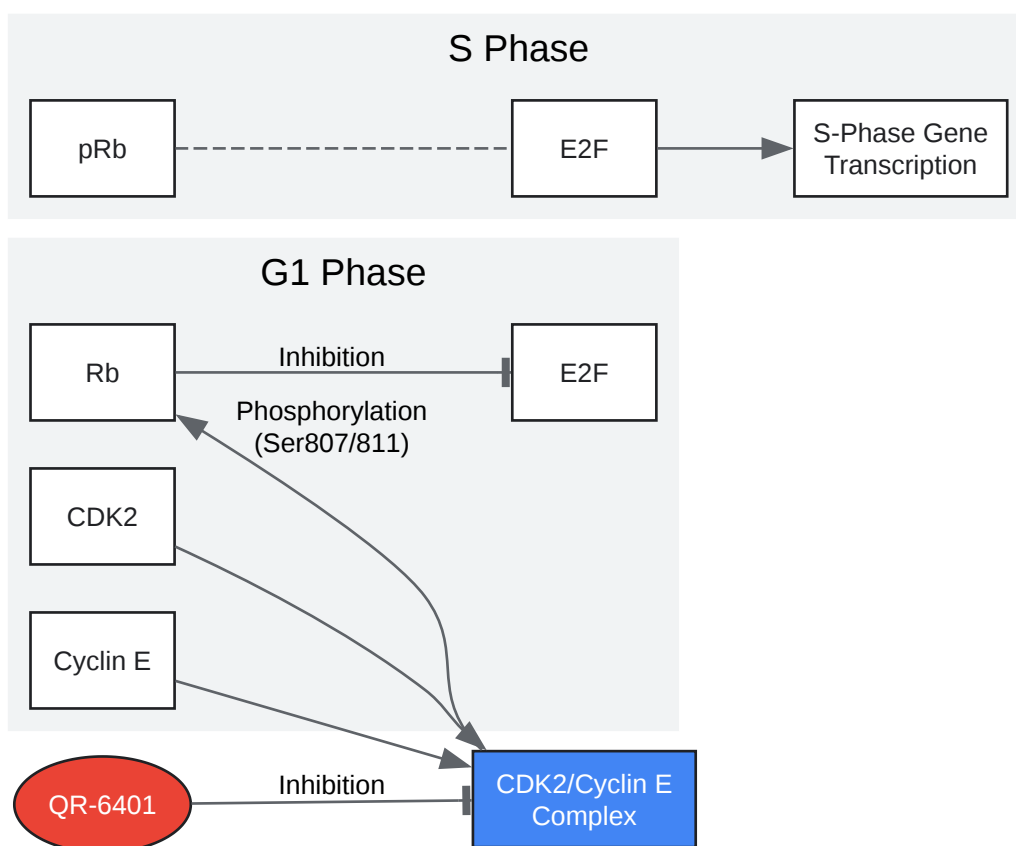 S Phase
pRb
E2F
S-Phase Gene
Transcription
G1 Phase
Rb
Inhibition
E2F
Phosphorylation
(Ser807/811)
CDK2
Cyclin E
QR-6401
Inhibition
CDK2/Cyclin E
Complex